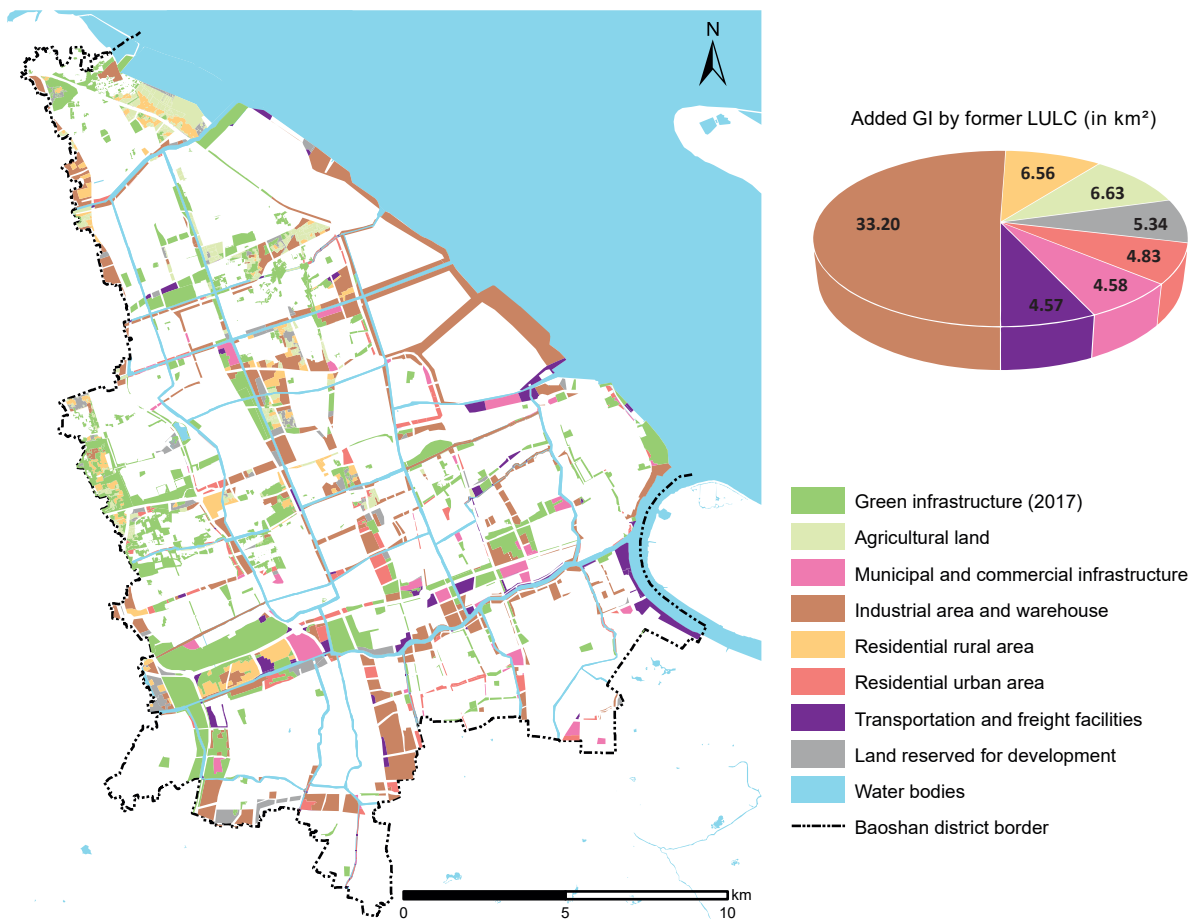 N
Added GI by former LULC (in km²)
6.56
6.63
33.20
5.34
4.83
4.58
4.57
Green infrastructure (2017)
Agricultural land
Municipal and commercial infrastructure
Industrial area and warehouse
Residential rural area
Residential urban area
Transportation and freight facilities
Land reserved for development
Water bodies
Baoshan district border
km
0 5 10